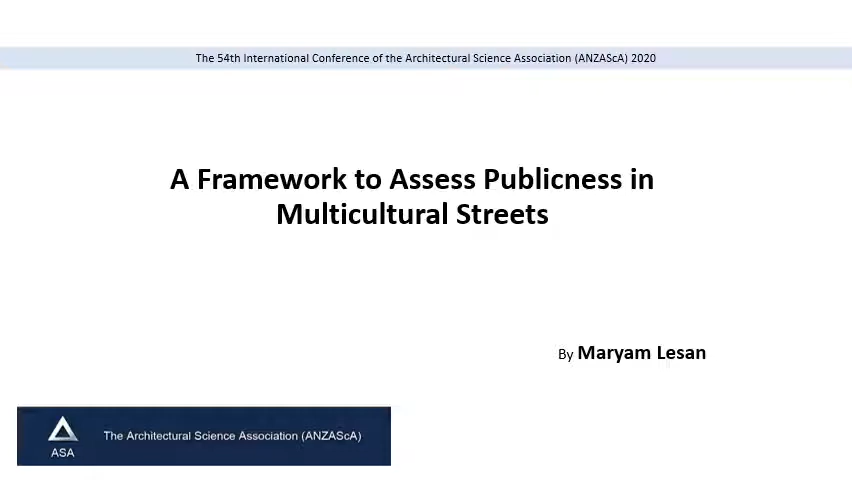 The 54th International Conference of the Architectural Science Association (ANZAScA) 2020
A Framework to Assess Publicness in
Multicultural Streets
By Maryam Lesan
The Architectural Science Association (ANZAScA)
ASA